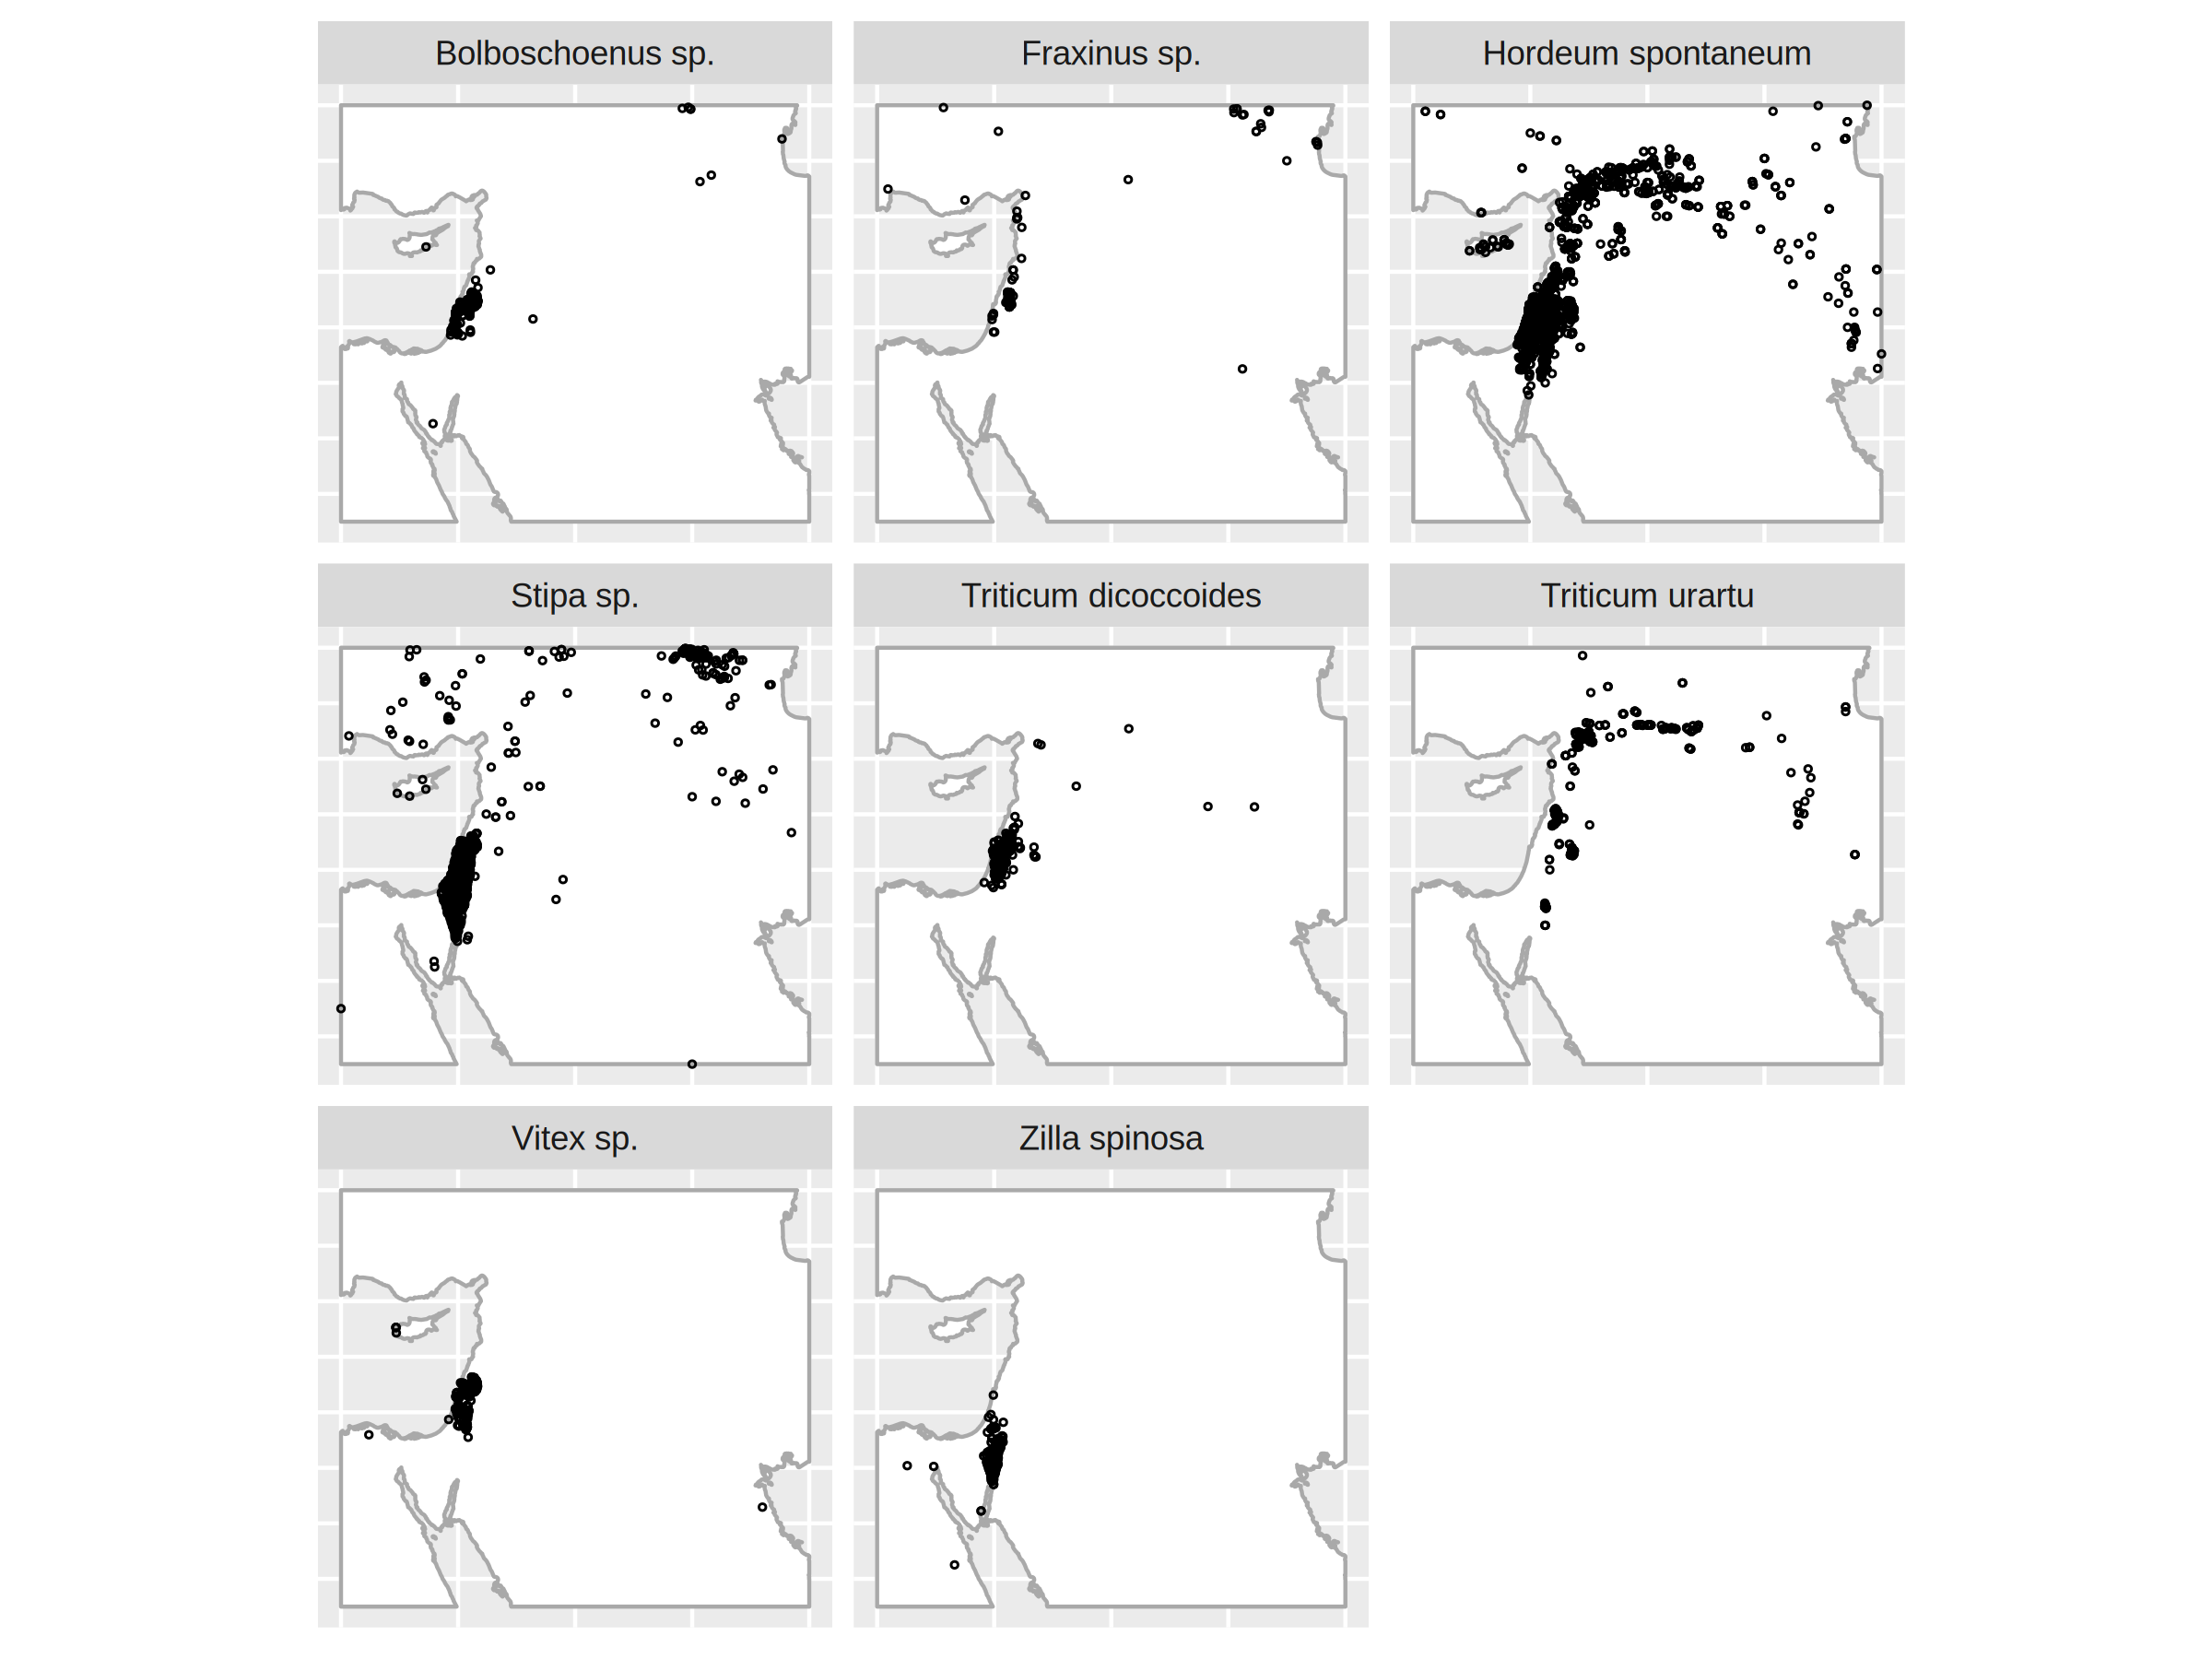 Bolboschoenus sp.
Fraxinus sp.
Hordeum spontaneum
Stipa sp.
Triticum dicoccoides
Triticum urartu
Vitex sp.
Zilla spinosa